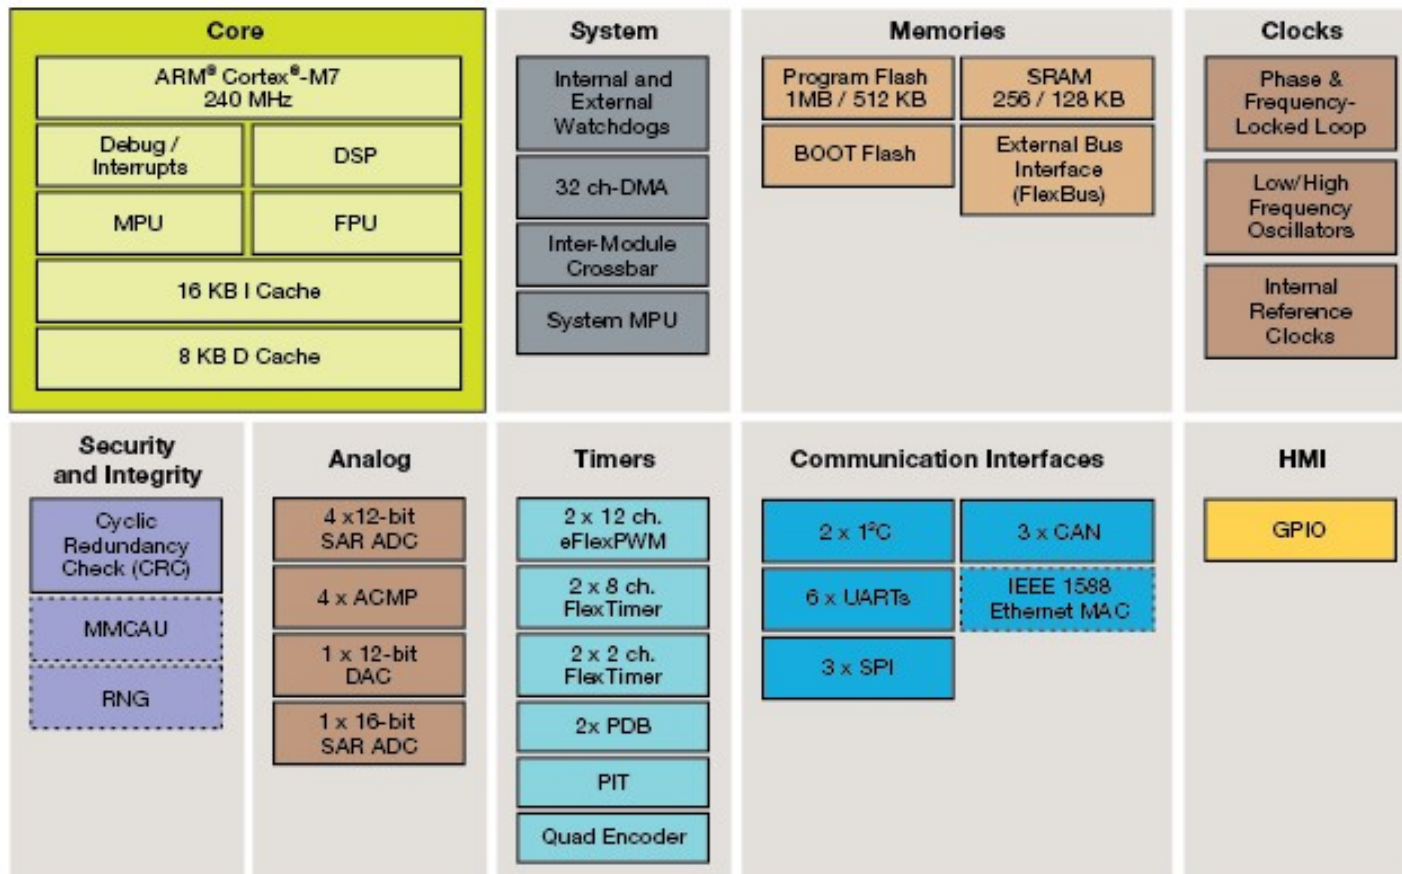 Core
ARM® Cortex®-M7
240 MHz
Debug /
Interrupts
DSP
MPU
FPU
16 KB I Cache
8 KB D Cache
System
Internal and
External
Watchdogs
32 ch-DMA
Inter-Module
Crossbar
System MPU
Memories
Program Flash
1MB / 512 KB
SRAM
256 / 128 KB
BOOT Flash
External Bus
Interface
(FlexBus)
Clocks
Phase &
Frequency-
Locked Loop
Low/High
Frequency
Oscillators
Internal
Reference
Clocks
Security
and Integrity
Cyclic
Redundancy
Check (CRC)
MMCAU
RNG
Analog
4 x12-bit
SAR ADC
4 x ACMP
1 x 12-bit
DAC
1 x 16-bit
SAR ADC
Timers
2 x 12 ch.
eFlexPWM
2 x 8 ch.
FlexTimer
2 x 2 ch.
FlexTimer
2x PDB
PIT
Quad Encoder
Communication Interfaces
2 x 1²C
3 x CAN
6 x UARTs
IEEE 1588
Ethernet MAC
3 x SPI
HMI
GPIO